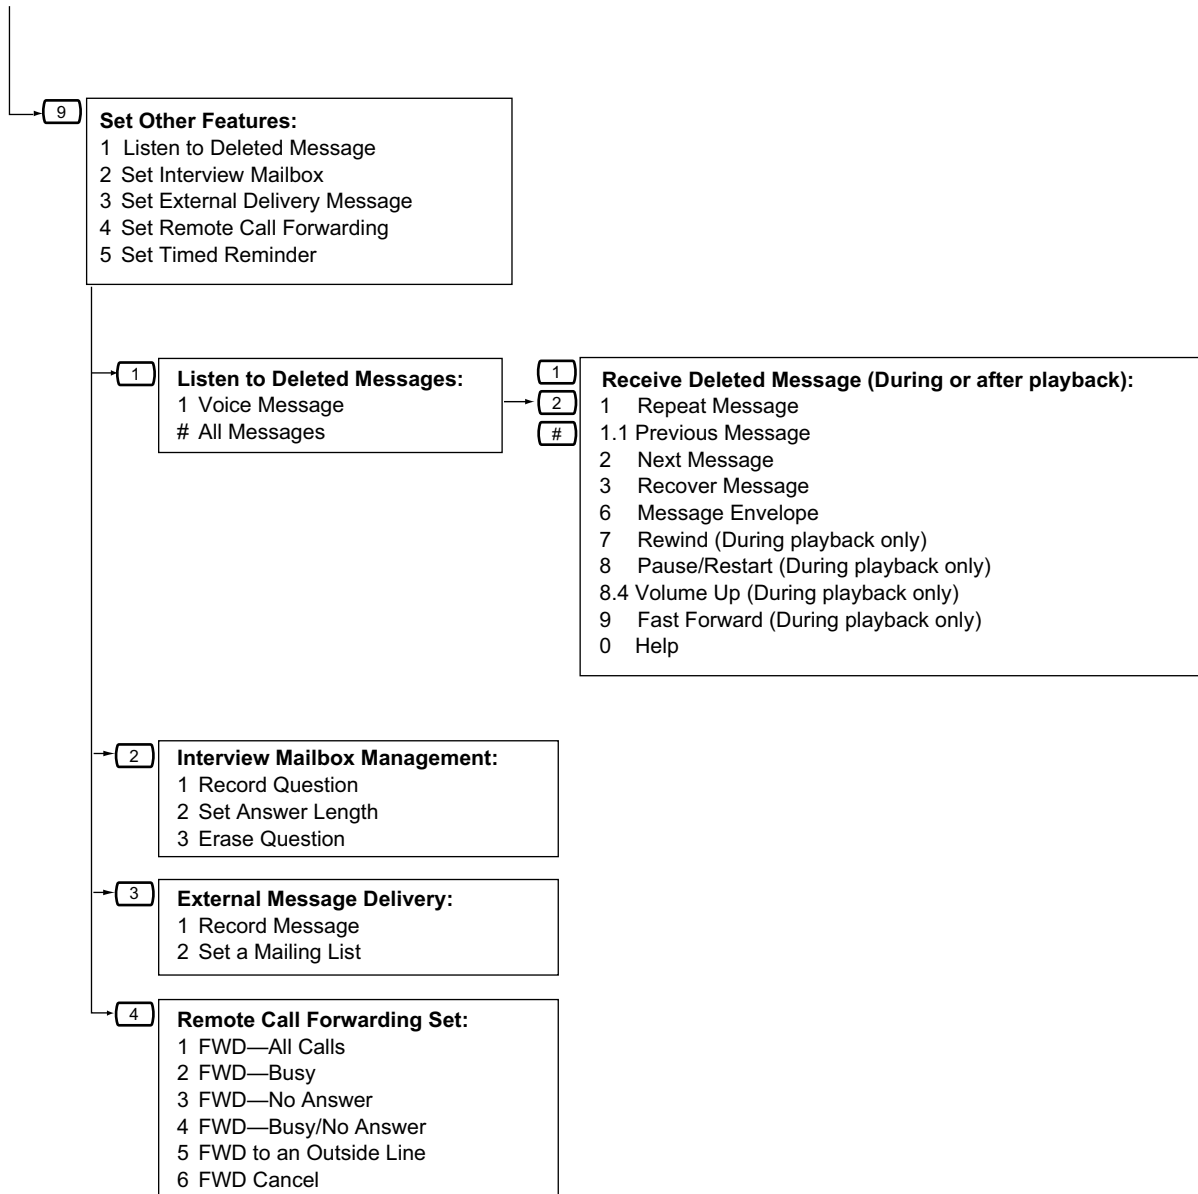 9
Set Other Features:
1 Listen to Deleted Message
2 Set Interview Mailbox
3 Set External Delivery Message
4 Set Remote Call Forwarding
5 Set Timed Reminder
1
Listen to Deleted Messages:
1 Voice Message
# All Messages
1
2
#
Receive Deleted Message (During or after playback):
1 Repeat Message
1.1 Previous Message
2 Next Message
3 Recover Message
6 Message Envelope
7 Rewind (During playback only)
8 Pause/Restart (During playback only)
8.4 Volume Up (During playback only)
9 Fast Forward (During playback only)
0 Help
2
Interview Mailbox Management:
1 Record Question
2 Set Answer Length
3 Erase Question
3
External Message Delivery:
1 Record Message
2 Set a Mailing List
4
Remote Call Forwarding Set:
1 FWD—All Calls
2 FWD—Busy
3 FWD—No Answer
4 FWD—Busy/No Answer
5 FWD to an Outside Line
6 FWD Cancel